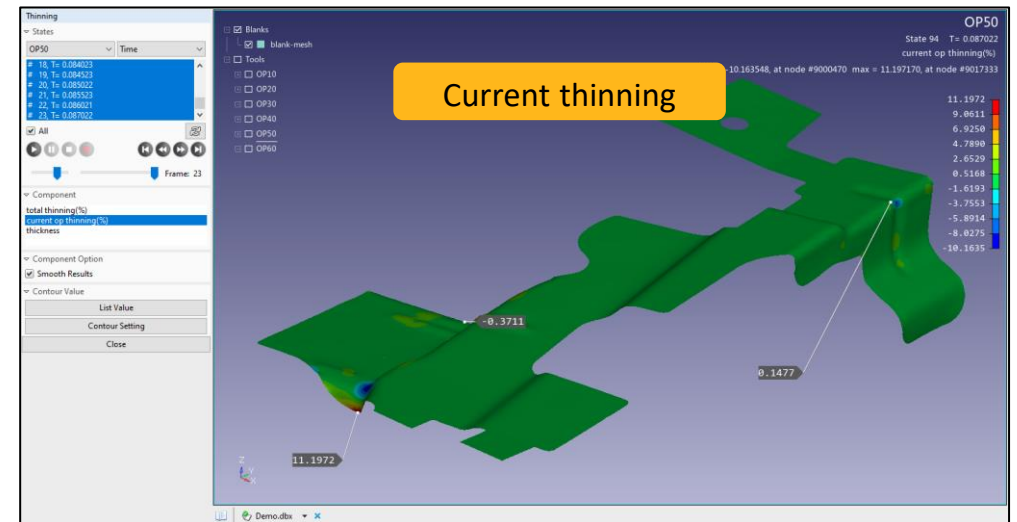 Thinning
States
OP50
Time
# 18, T= 0.084023
# 19, T= 0.084523
# 20, T= 0.085022
# 21, T= 0.085523
# 22, T= 0.086021
# 23, T= 0.087022
All
Frame: 23
Component
total thinning(%)
current op thinning(%)
thickness
Component Option
Smooth Results
Contour Value
List Value
Contour Setting
Close
Blanks
blank-mesh
Tools
OP10
OP20
OP30
OP40
OP50
OP60
Current thinning
OP50
State 94 T= 0.087022
current op thinning(%)
10.163548, at node #9000470 max = 11.197170, at node #9017333
11.1972
9.0611
6.9250
4.7890
2.6529
0.5168
-1.6193
-3.7553
-5.8914
-8.0275
-10.1635
-0.3711
0.1477
11.1972
Z
Y
X
Demo.dbx